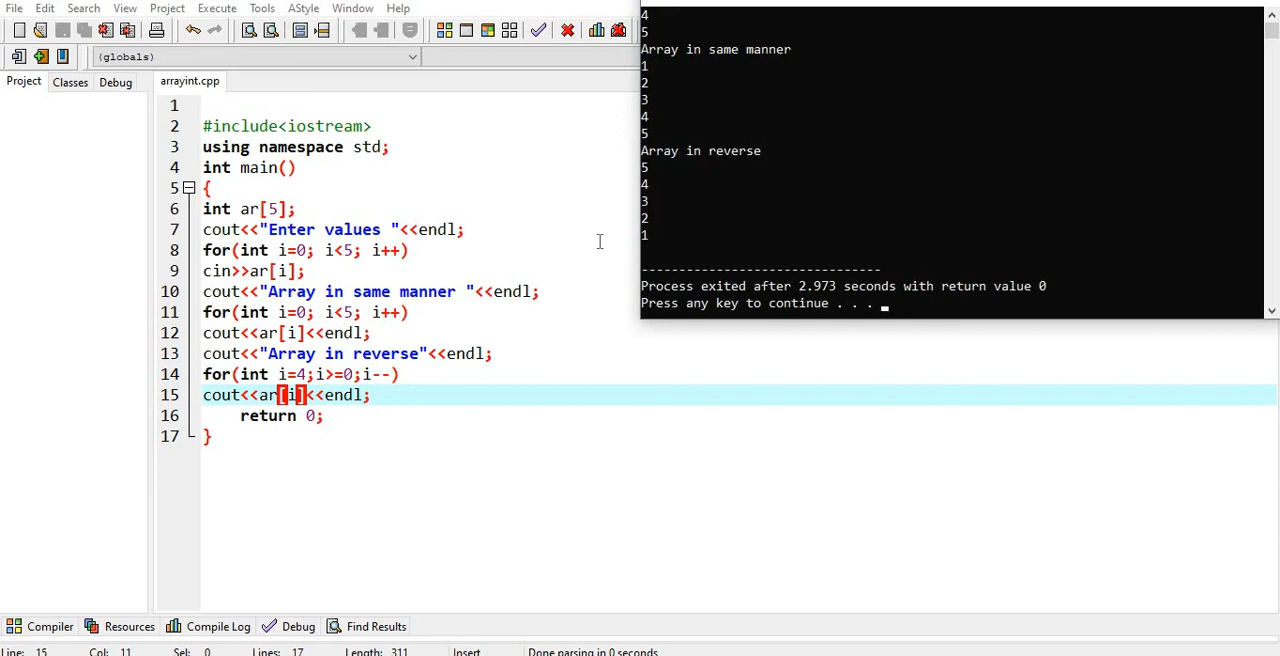 File Edit Search View Project Execute Tools AStyle Window Help
(globals)
Project Classes Debug
arrayint.cpp
1
2 #include<iostream>
3 using namespace std;
4 int main()
5 {
6 int ar[5];
7 cout<<"Enter values "<<endl;
8 for(int i=0; i<5; i++)
9 cin>>ar[i];
10 cout<<"Array in same manner "<<endl;
11 for(int i=0; i<5; i++)
12 cout<<ar[i]<<endl;
13 cout<<"Array in reverse"<<endl;
14 for(int i=4;i>=0;i--)
15 cout<<ar[i]<<endl;
16 return 0;
17 }
4
5
Array in same manner
1
2
3
4
5
Array in reverse
5
4
3
2
1
--------------------------------
Process exited after 2.973 seconds with return value 0
Press any key to continue . . .
Compiler Resources Compile Log Debug Find Results
Line: 15 Col: 11 Sel: 0 Lines: 17 Length: 311 Insert Done parsing in 0 seconds